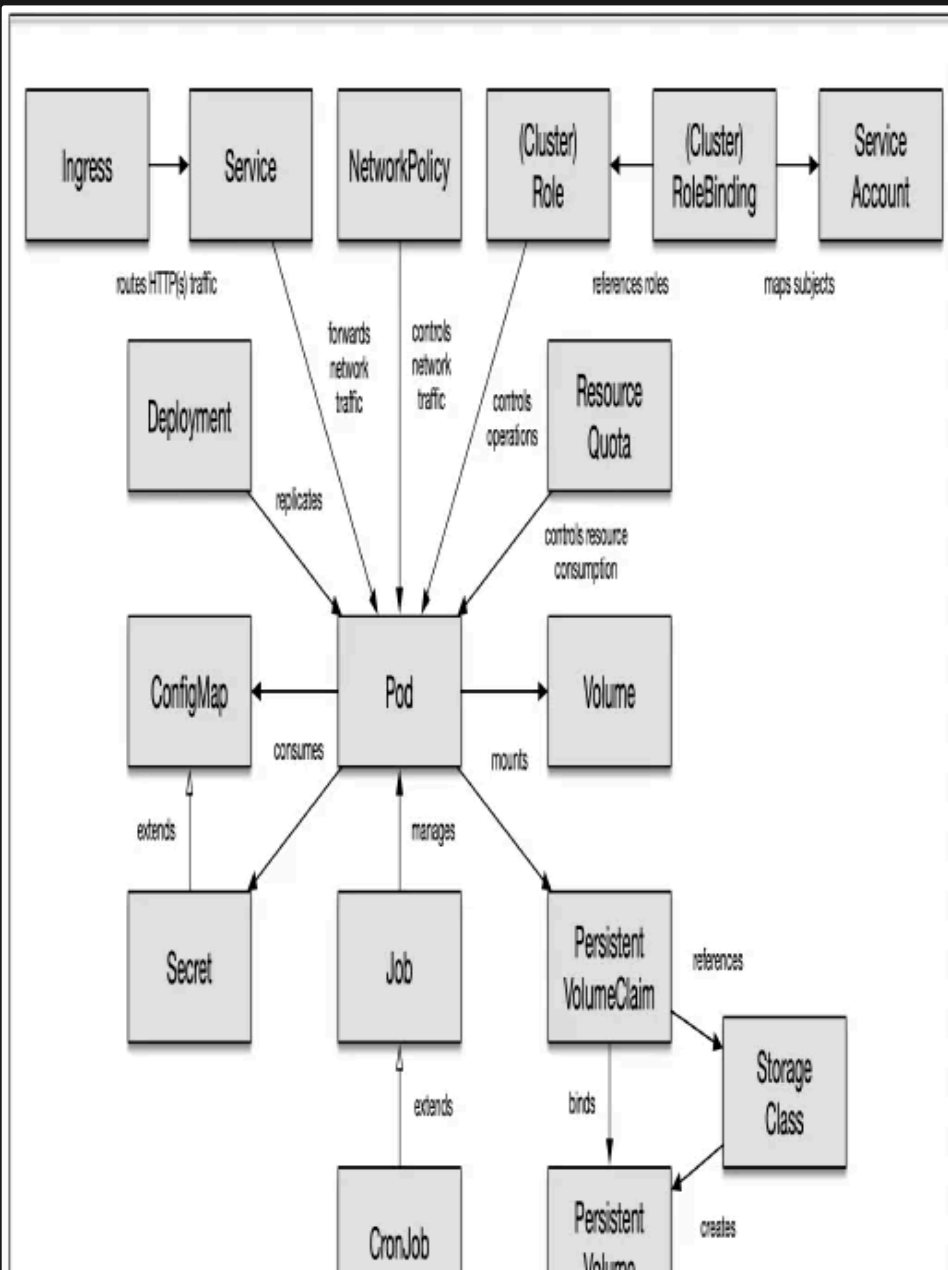 Ingress
Service
NetworkPolicy
(Cluster)
Role
(Cluster)
RoleBinding
Service
Account
routes HTTP(s) traffic
references roles
maps subjects
forwards
network
traffic
controls
network
traffic
controls
operations
Deployment
Resource
Quota
replicates
controls resource
consumption
ConfigMap
Pod
Volume
consumes
mounts
extends
manages
Secret
Job
Persistent
VolumeClaim
references
Storage
Class
extends
binds
CronJob
Persistent
Volume
creates